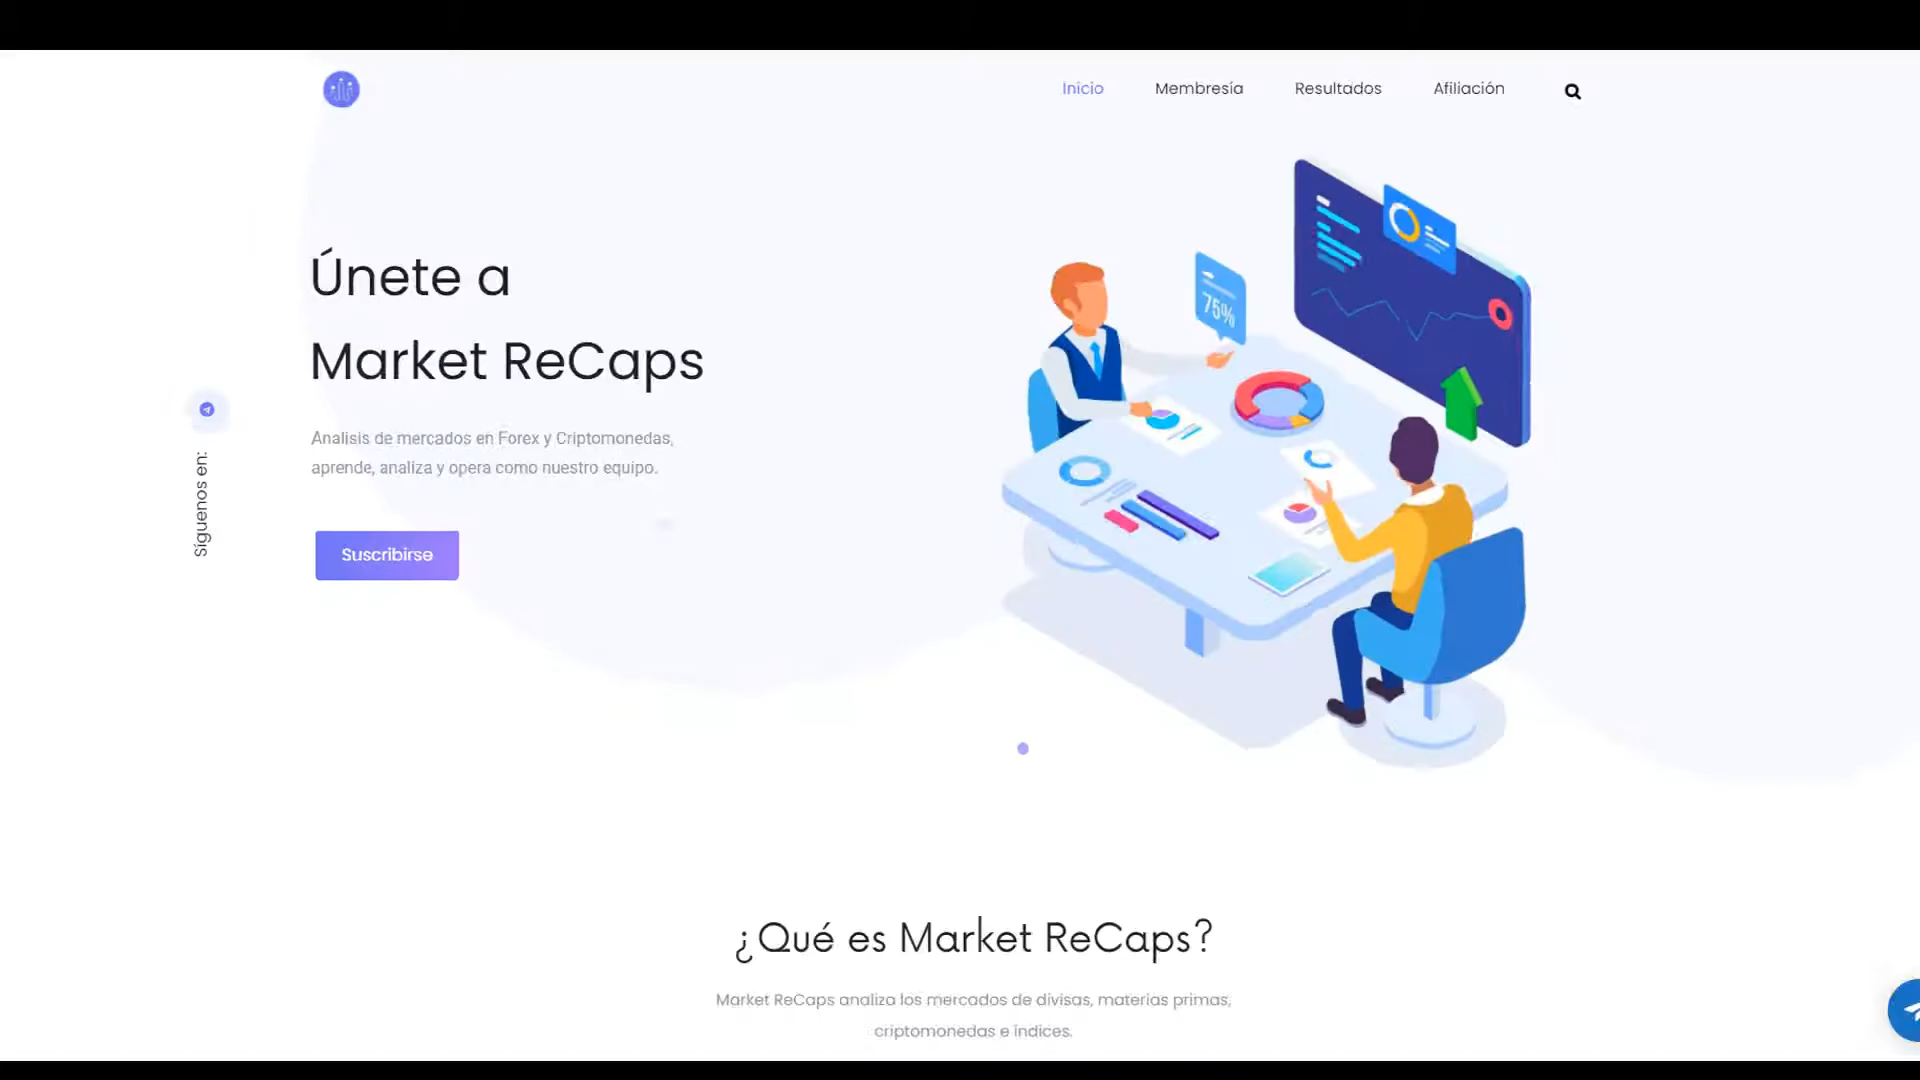 Inicio Membresía Resultados Afiliación
Únete a
Market ReCaps
Analisis de mercados en Forex y Criptomonedas,
aprende, analiza y opera como nuestro equipo.
Suscribirse
Síguenos en:
75%
¿Qué es Market ReCaps?
Market ReCaps analiza los mercados de divisas, materias primas,
criptomonedas e índices.